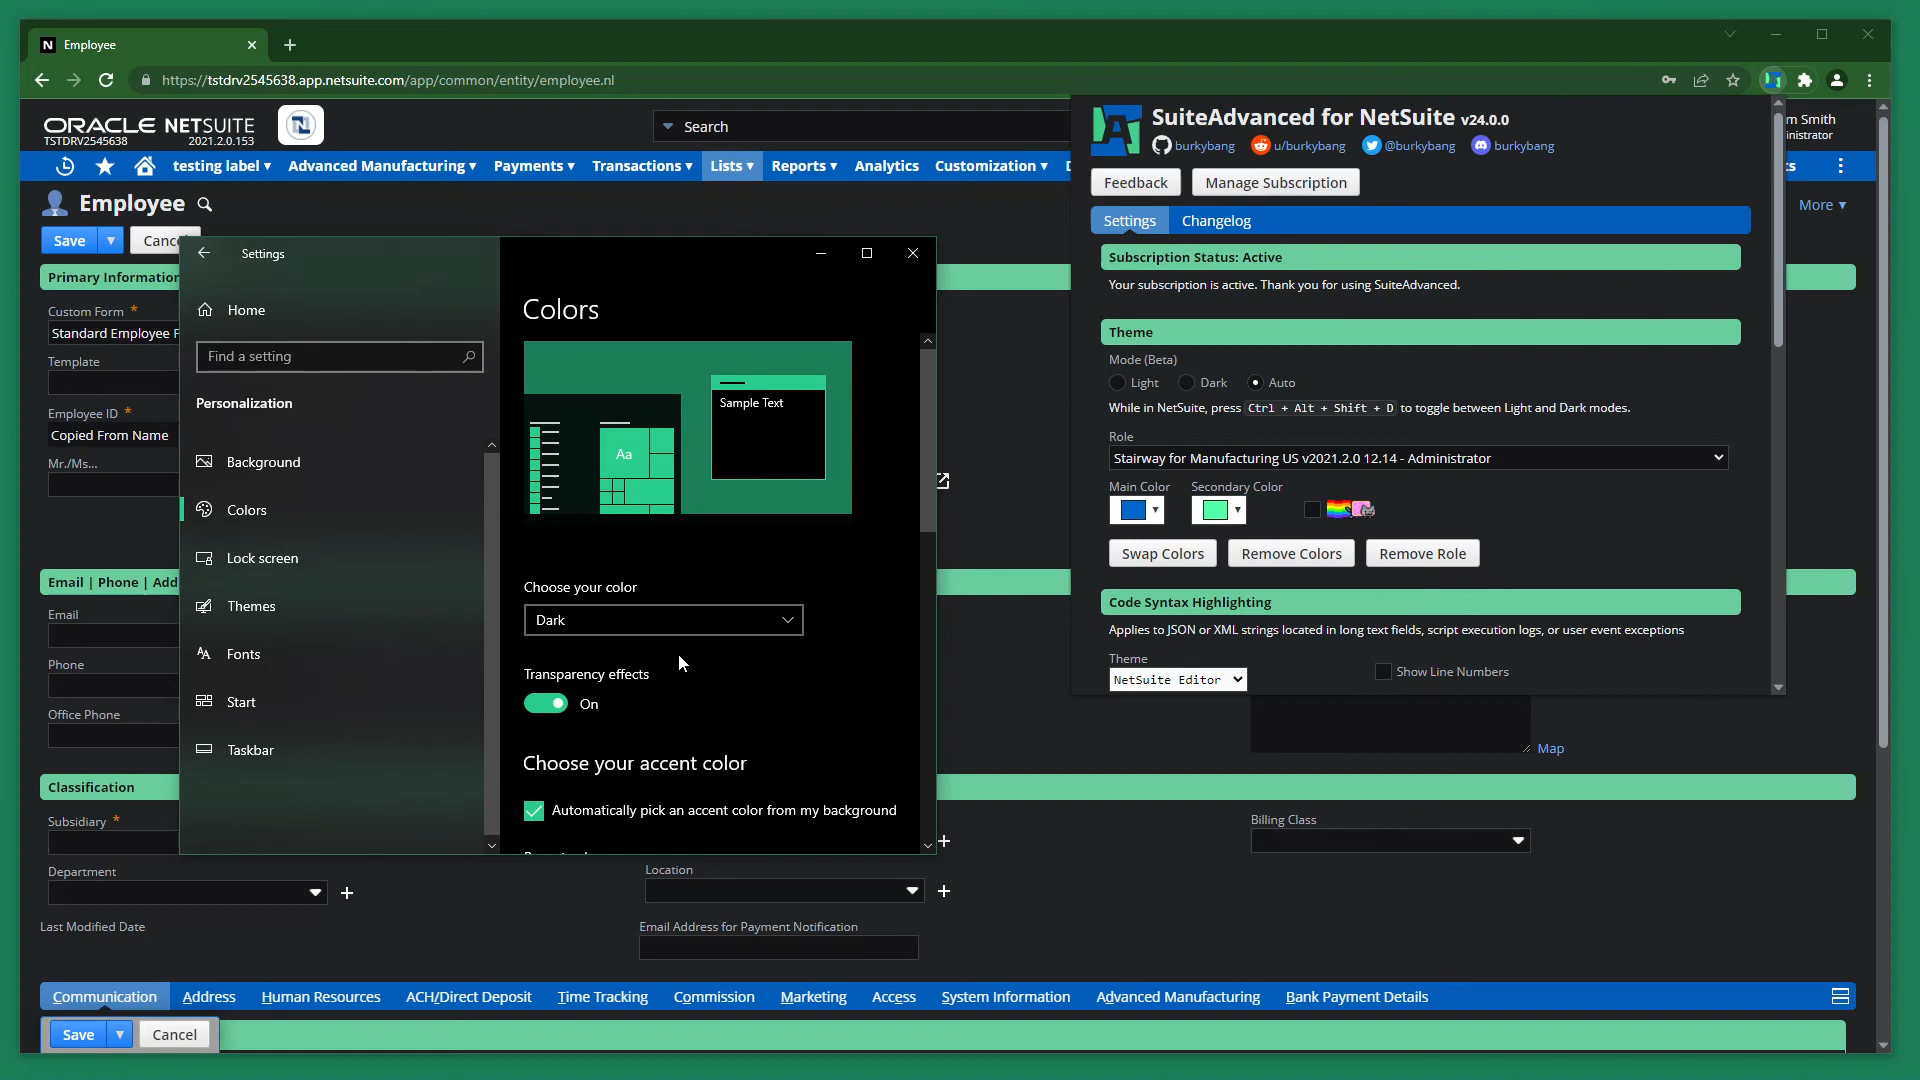 N Employee
https://tstdrv2545638.app.netsuite.com/app/common/entity/employee.nl
ORACLE NETSUITE
TSTDRV2545638 2021.2.0.153
N
Search
m Smith
ministrator
testing label Advanced Manufacturing Payments Transactions Lists Reports Analytics Customization D
ts
Employee
More
Save Cance
Primary Information
Custom Form *
Standard Employee F
Template
Employee ID *
Copied From Name
Mr./Ms...
Email | Phone | Add
Email
Phone
Office Phone
Map
Classification
Subsidiary *
Billing Class
Department
Location
Last Modified Date
Email Address for Payment Notification
Communication Address Human Resources ACH/Direct Deposit Time Tracking Commission Marketing Access System Information Advanced Manufacturing Bank Payment Details
Save Cancel
Settings
Home
Find a setting
Personalization
Background
Colors
Lock screen
Themes
Fonts
Start
Taskbar
Colors
Sample Text
Aa
Choose your color
Dark
Transparency effects
On
Choose your accent color
Automatically pick an accent color from my background
SuiteAdvanced for NetSuite v24.0.0
burkybang u/burkybang @burkybang burkybang
Feedback Manage Subscription
Settings Changelog
Subscription Status: Active
Your subscription is active. Thank you for using SuiteAdvanced.
Theme
Mode (Beta)
Light Dark Auto
While in NetSuite, press Ctrl + Alt + Shift + D to toggle between Light and Dark modes.
Role
Stairway for Manufacturing US v2021.2.0 12.14 - Administrator
Main Color Secondary Color
Swap Colors Remove Colors Remove Role
Code Syntax Highlighting
Applies to JSON or XML strings located in long text fields, script execution logs, or user event exceptions
Theme
NetSuite Editor
Show Line Numbers